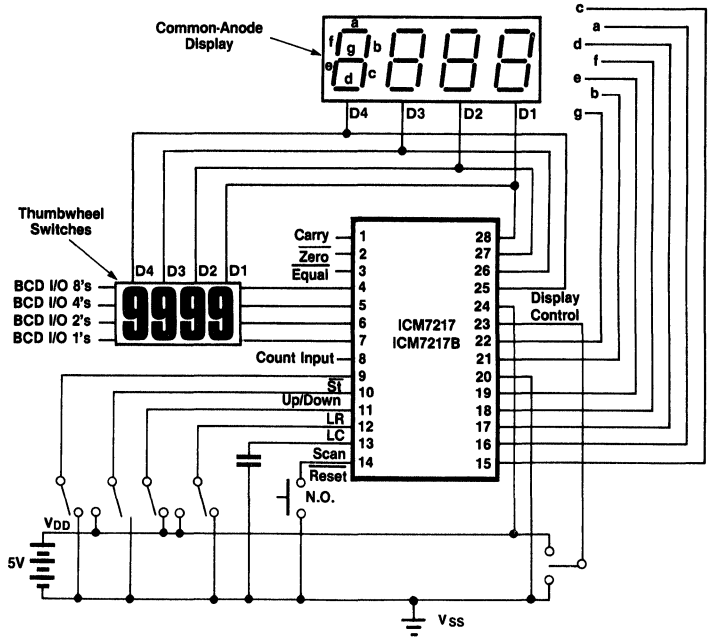 Common-Anode
Display
a
f
g
b
e
d
c
D4
D3
D2
D1
c
a
d
f
e
b
g
Thumbwheel
Switches
D4
D3
D2
D1
BCD I/O 8's
BCD I/O 4's
BCD I/O 2's
BCD I/O 1's
9999
Carry
Zero
Equal
Count Input
St
Up/Down
LR
LC
Scan
Reset
N.O.
1
2
3
4
5
6
7
8
9
10
11
12
13
14
ICM7217
ICM7217B
28
27
26
25
24
23
22
21
20
19
18
17
16
15
Display
Control
VDD
5V
VSS